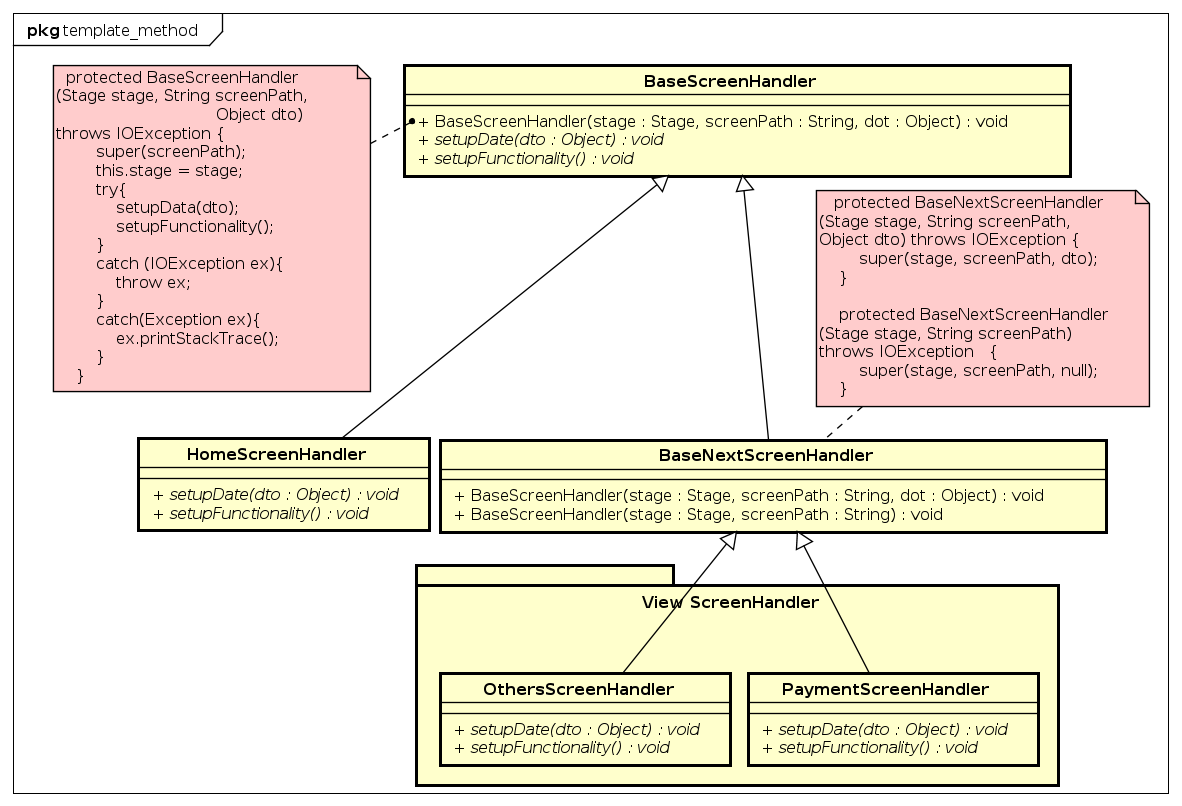 pkg template_method
protected BaseScreenHandler
(Stage stage, String screenPath,
Object dto)
throws IOException {
super(screenPath);
this.stage = stage;
try{
setupData(dto);
setupFunctionality();
}
catch (IOException ex){
throw ex;
}
catch(Exception ex){
ex.printStackTrace();
}
}
BaseScreenHandler
+ BaseScreenHandler(stage : Stage, screenPath : String, dot : Object) : void
+ setupDate(dto : Object) : void
+ setupFunctionality() : void
protected BaseNextScreenHandler
(Stage stage, String screenPath,
Object dto) throws IOException {
super(stage, screenPath, dto);
}
protected BaseNextScreenHandler
(Stage stage, String screenPath)
throws IOException {
super(stage, screenPath, null);
}
HomeScreenHandler
+ setupDate(dto : Object) : void
+ setupFunctionality() : void
BaseNextScreenHandler
+ BaseScreenHandler(stage : Stage, screenPath : String, dot : Object) : void
+ BaseScreenHandler(stage : Stage, screenPath : String) : void
View ScreenHandler
OthersScreenHandler
+ setupDate(dto : Object) : void
+ setupFunctionality() : void
PaymentScreenHandler
+ setupDate(dto : Object) : void
+ setupFunctionality() : void